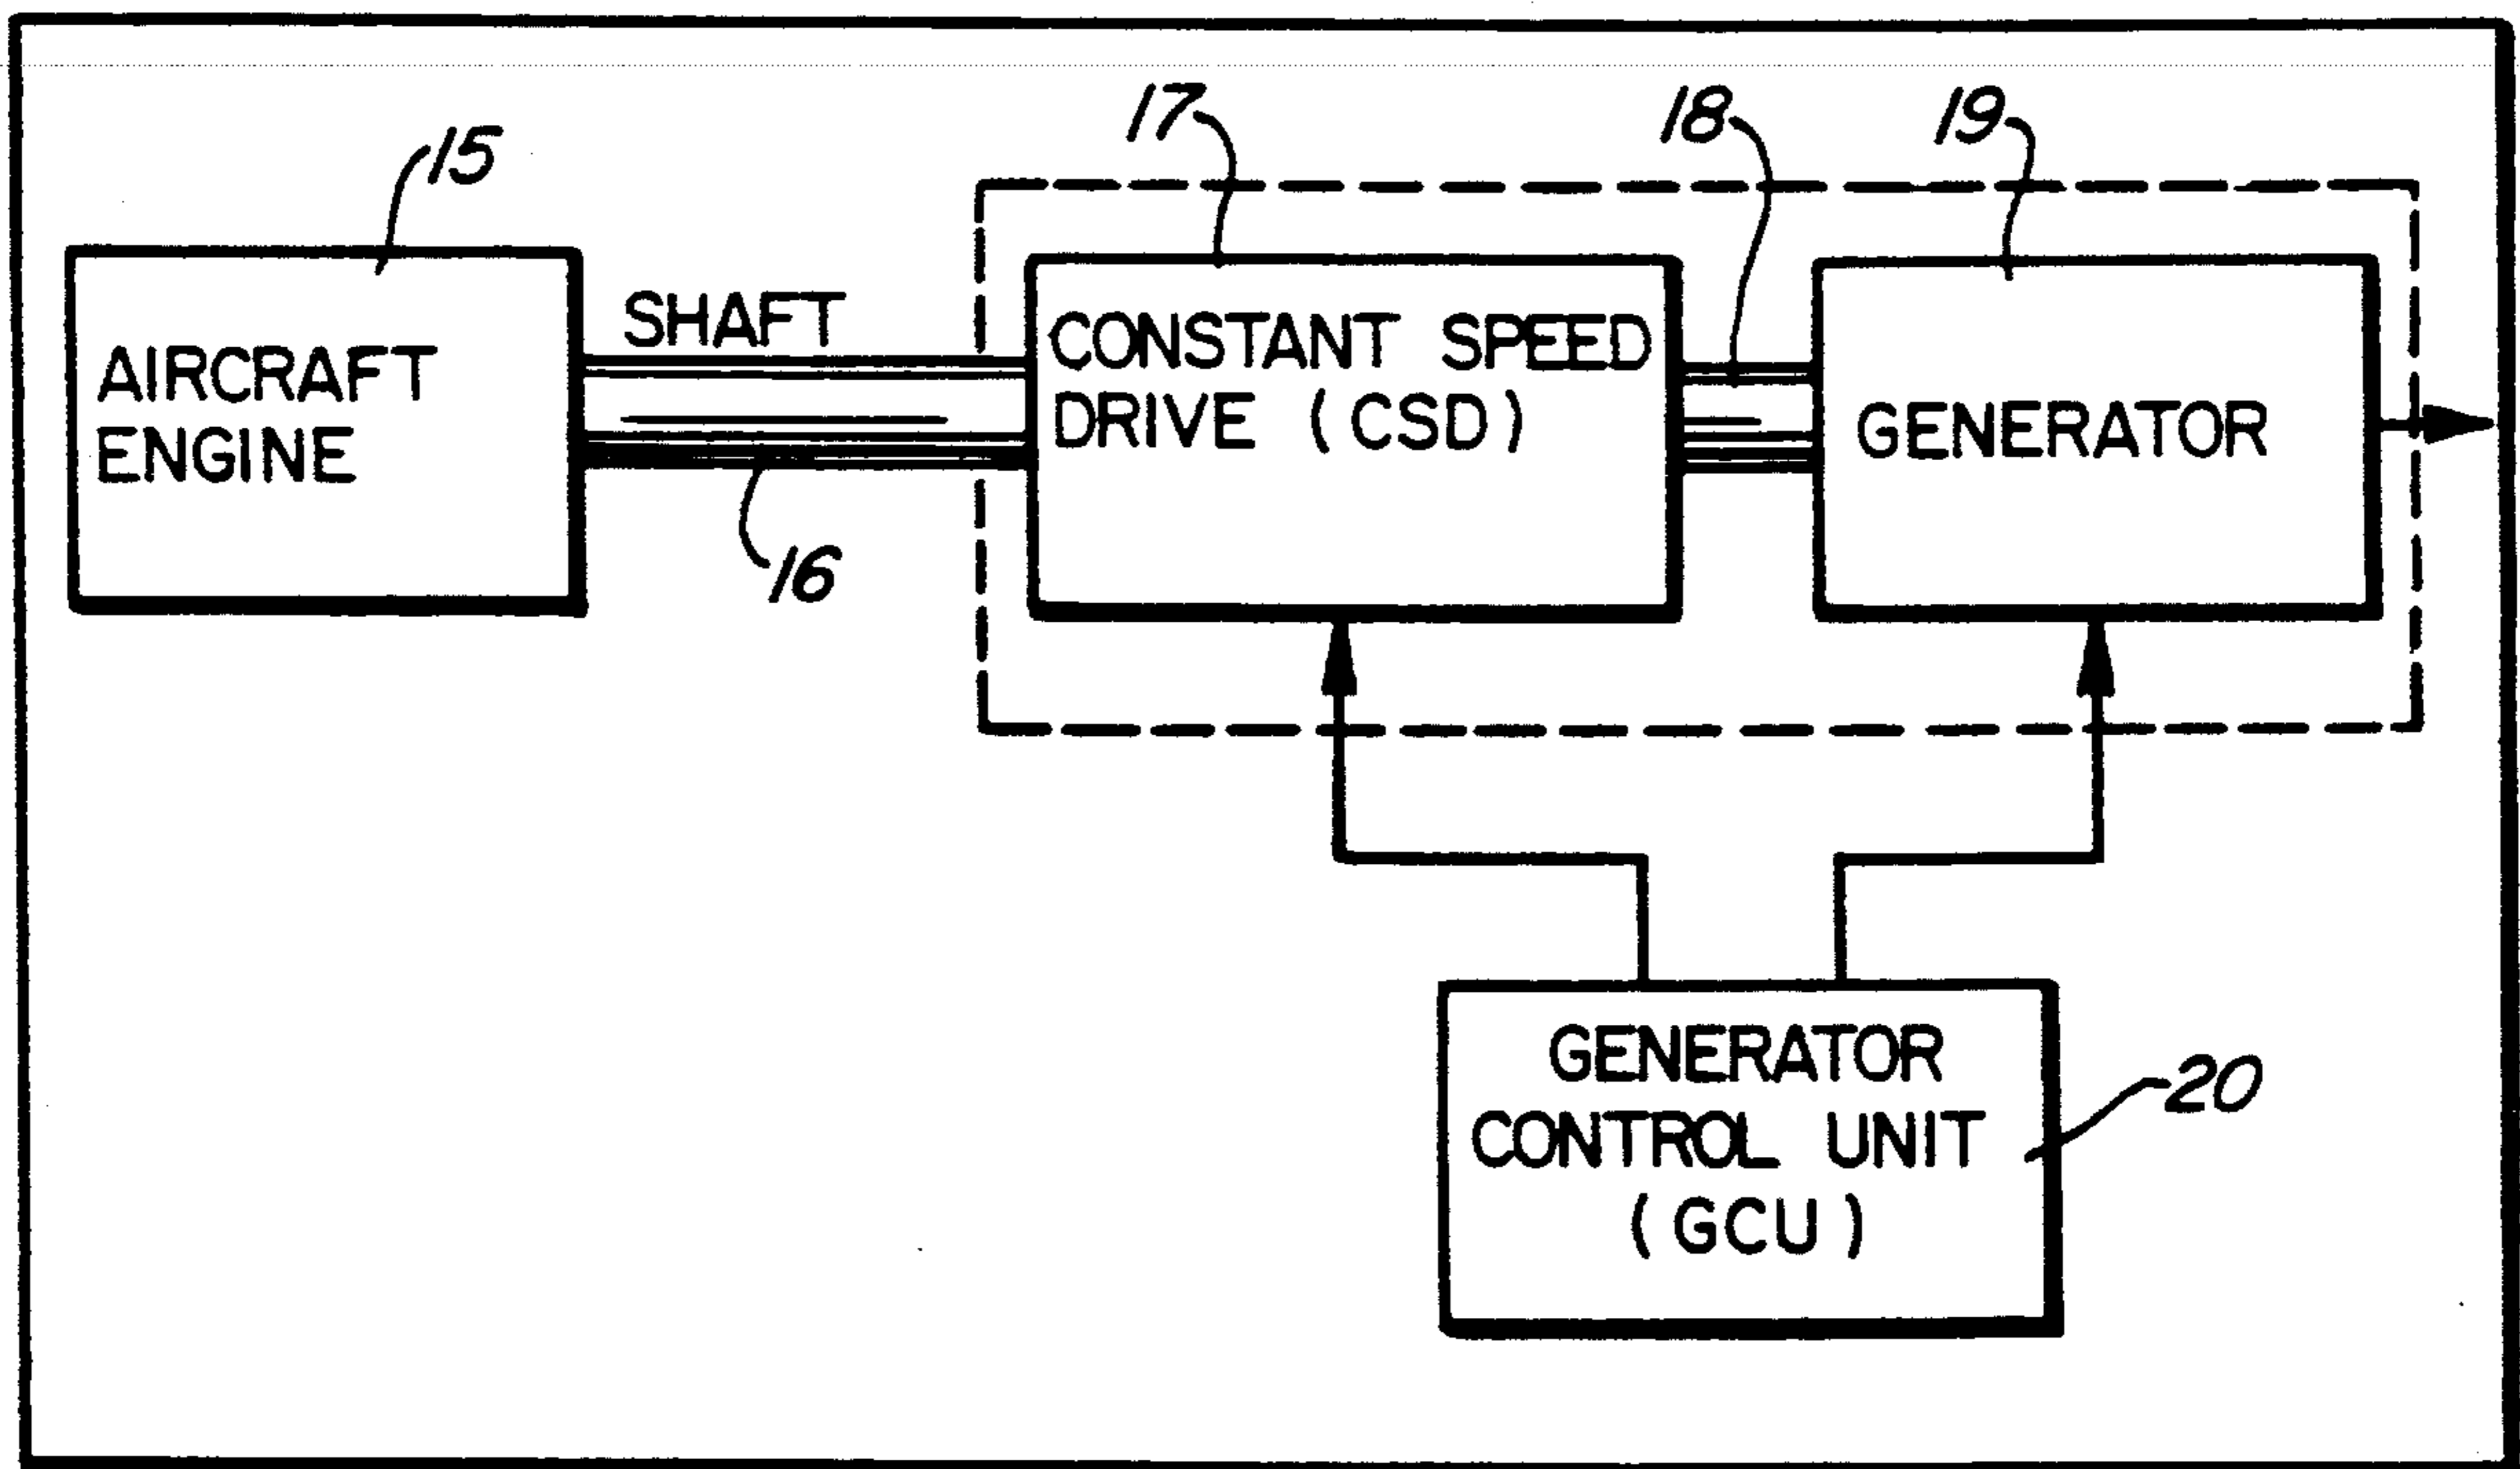 17
18
19
15
SHAFT
AIRCRAFT
ENGINE
CONSTANT SPEED
DRIVE (CSD)
GENERATOR
16
GENERATOR
CONTROL UNIT
(GCU)
20